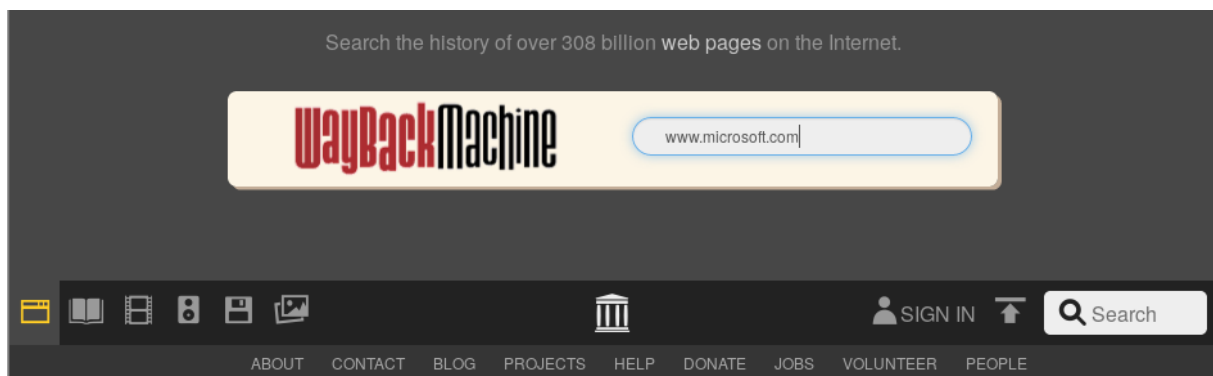 Search the history of over 308 billion web pages on the Internet.
WayBackMachine
www.microsoft.com
SIGN IN
Search
ABOUT CONTACT BLOG PROJECTS HELP DONATE JOBS VOLUNTEER PEOPLE